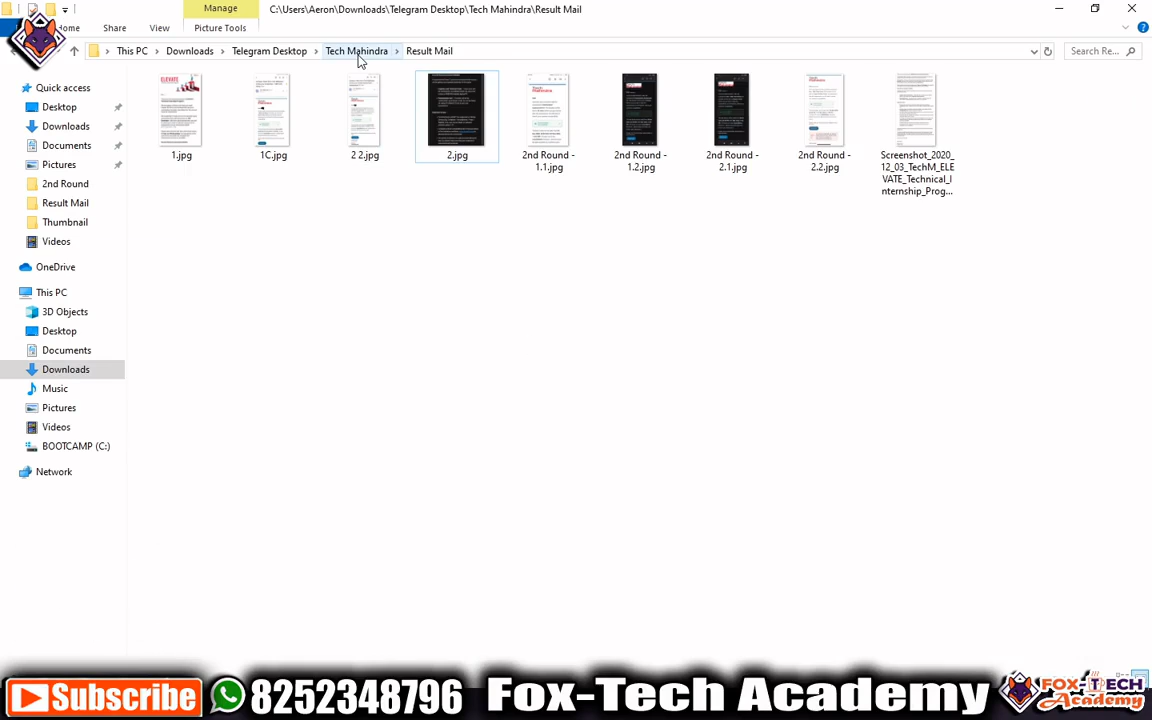 Manage
C:\Users\Aeron\Downloads\Telegram Desktop\Tech Mahindra\Result Mail
Home
Share
View
Picture Tools
This PC
Downloads
Telegram Desktop
Tech Mahindra
Result Mail
Search Re...
Quick access
Desktop
Downloads
Documents
Pictures
2nd Round
Result Mail
Thumbnail
Videos
OneDrive
This PC
3D Objects
Desktop
Documents
Downloads
Music
Pictures
Videos
BOOTCAMP (C:)
Network
ELEVATE
1.jpg
1C.jpg
2 2.jpg
2.jpg
2nd Round -
1.1.jpg
2nd Round -
1.2.jpg
2nd Round -
2.1.jpg
2nd Round -
2.2.jpg
Screenshot_2020_
12_03_TechM_ELE
VATE_Technical_I
nternship_Prog...
Subscribe
8252348796
Fox-Tech Academy
FOX-TECH
Academy